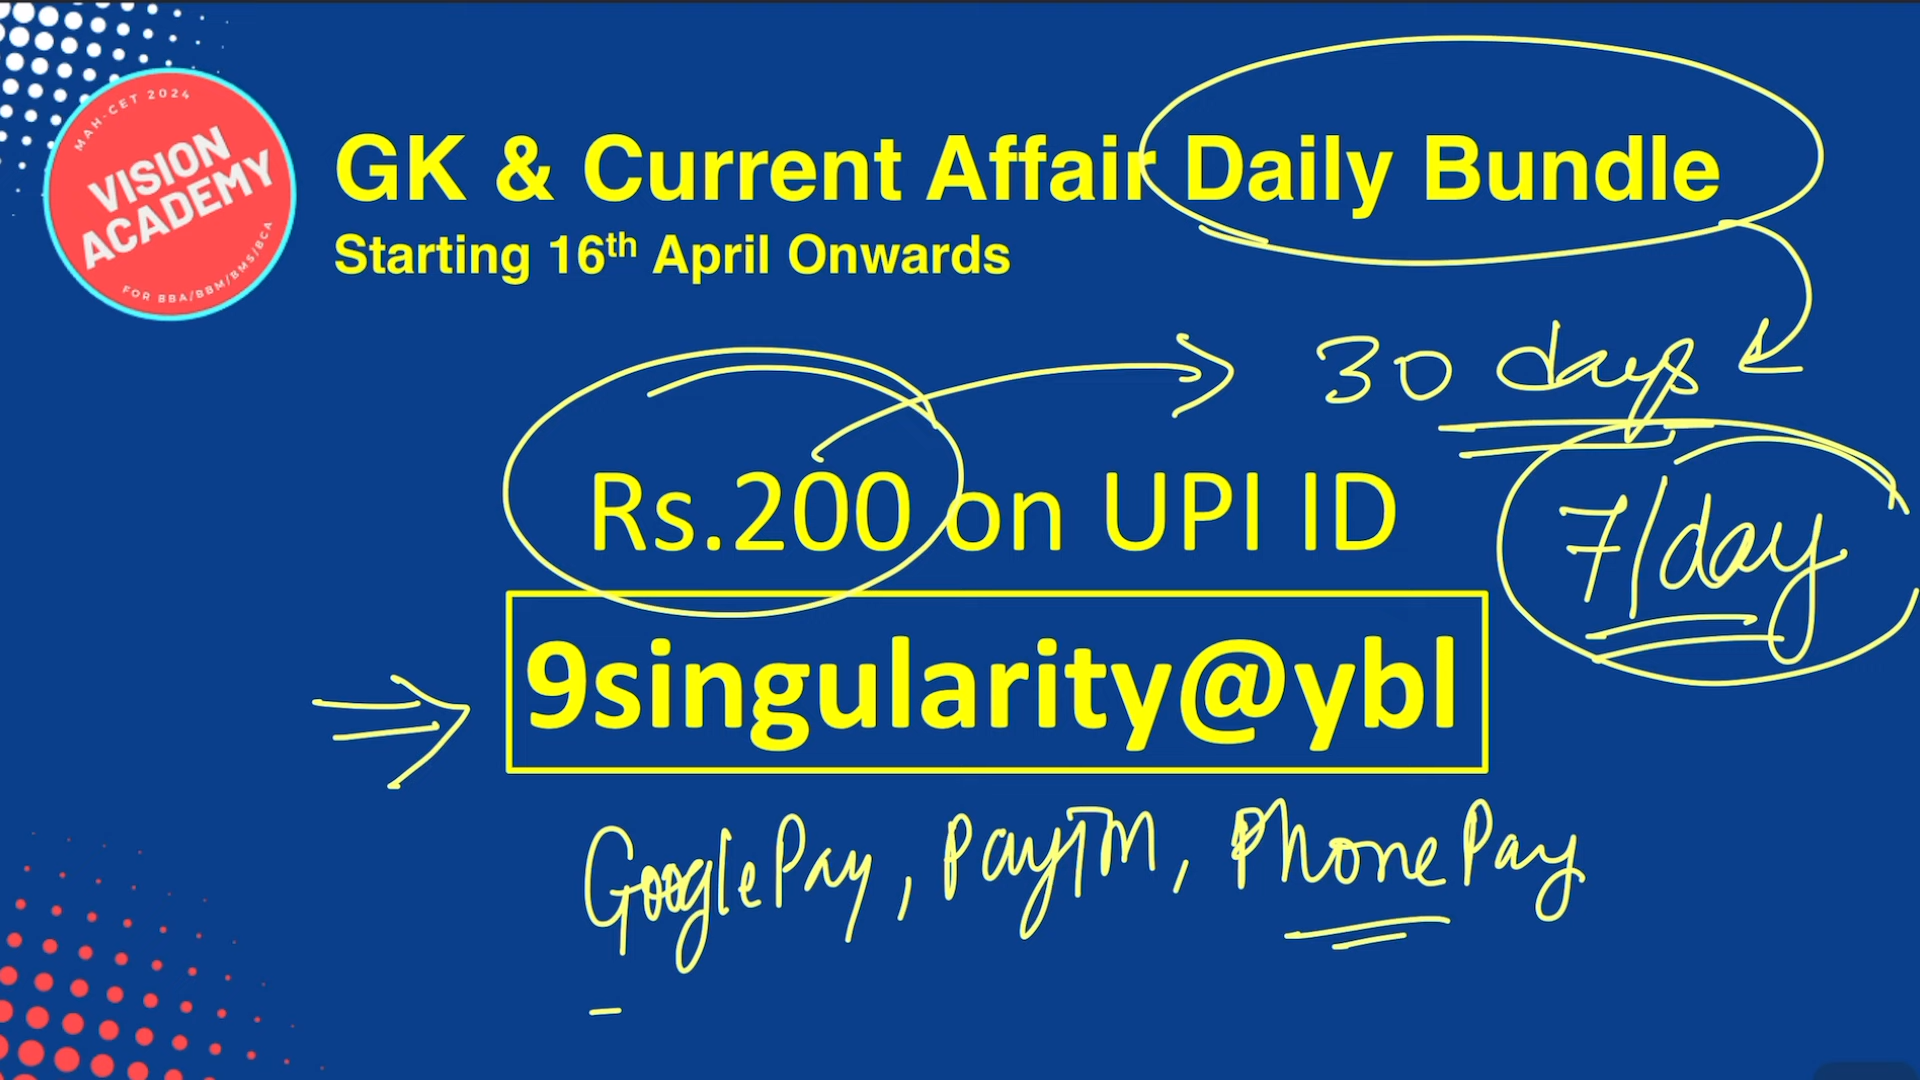 MAH-CET 2024
VISION
ACADEMY
FOR BBA/BBM/BMS/BCA
GK & Current Affair Daily Bundle
Starting 16th April Onwards
30 days
Rs.200 on UPI ID
7/day
9singularity@ybl
GooglePay, PayTM, PhonePay